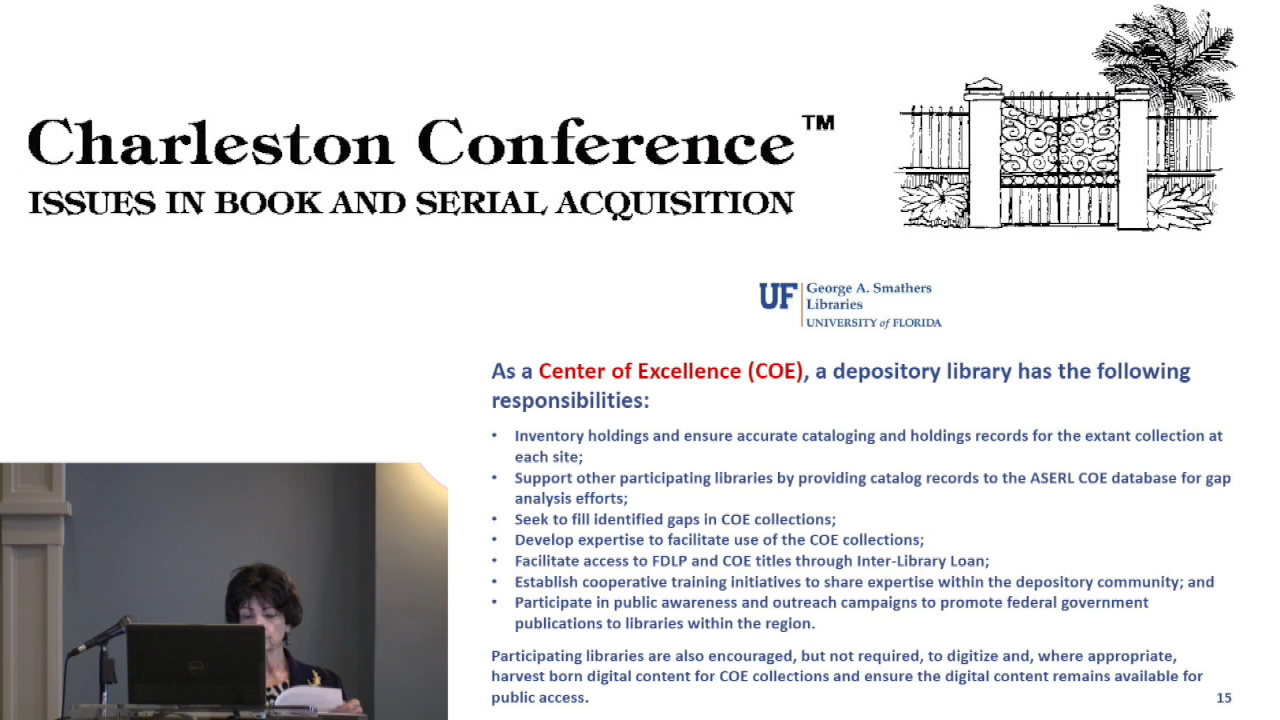 Charleston Conference™
ISSUES IN BOOK AND SERIAL ACQUISITION
UF
George A. Smathers
Libraries
UNIVERSITY of FLORIDA
As a Center of Excellence (COE), a depository library has the following
responsibilities:
• Inventory holdings and ensure accurate cataloging and holdings records for the extant collection at
each site;
• Support other participating libraries by providing catalog records to the ASERL COE database for gap
analysis efforts;
• Seek to fill identified gaps in COE collections;
• Develop expertise to facilitate use of the COE collections;
• Facilitate access to FDLP and COE titles through Inter-Library Loan;
• Establish cooperative training initiatives to share expertise within the depository community; and
• Participate in public awareness and outreach campaigns to promote federal government
publications to libraries within the region.
Participating libraries are also encouraged, but not required, to digitize and, where appropriate,
harvest born digital content for COE collections and ensure the digital content remains available for
public access.
15